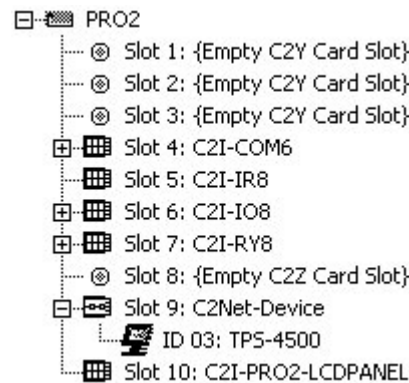 PRO2
Slot 1: {Empty C2Y Card Slot}
Slot 2: {Empty C2Y Card Slot}
Slot 3: {Empty C2Y Card Slot}
Slot 4: C2I-COM6
Slot 5: C2I-IR8
Slot 6: C2I-IO8
Slot 7: C2I-RY8
Slot 8: {Empty C2Z Card Slot}
Slot 9: C2Net-Device
ID 03: TPS-4500
Slot 10: C2I-PRO2-LCDPANEL